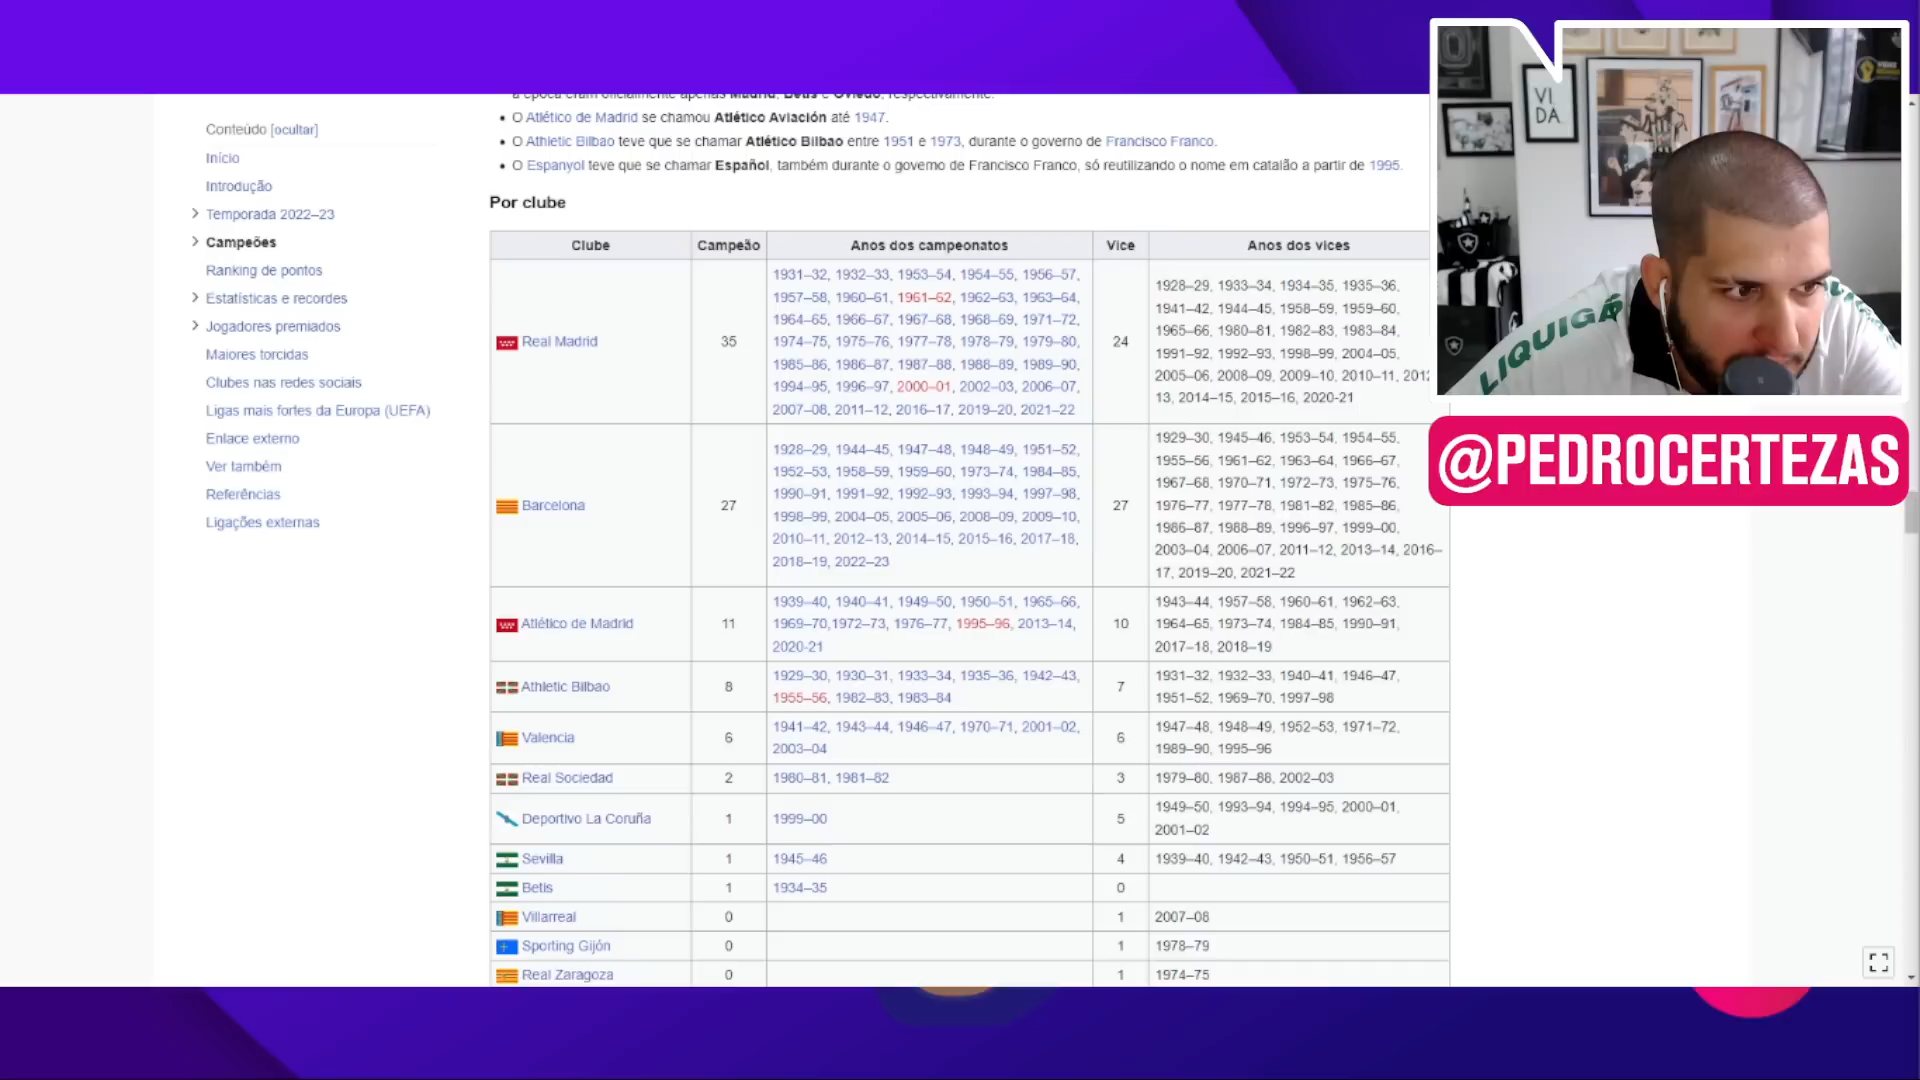 à época eram oficialmente apenas Madrid, Betis e Oviedo, respectivamente.
Conteúdo [ocultar]
Início
Introdução
Temporada 2022–23
Campeões
Ranking de pontos
Estatísticas e recordes
Jogadores premiados
Maiores torcidas
Clubes nas redes sociais
Ligas mais fortes da Europa (UEFA)
Enlace externo
Ver também
Referências
Ligações externas
• O Atlético de Madrid se chamou Atlético Aviación até 1947.
• O Athletic Bilbao teve que se chamar Atlético Bilbao entre 1951 e 1973, durante o governo de Francisco Franco.
• O Espanyol teve que se chamar Español, também durante o governo de Francisco Franco, só reutilizando o nome em catalão a partir de 1995.
Por clube
Clube Campeão Anos dos campeonatos Vice Anos dos vices
Real Madrid 35
1931–32, 1932–33, 1953–54, 1954–55, 1956–57,
1957–58, 1960–61, 1961–62, 1962–63, 1963–64,
1964–65, 1966–67, 1967–68, 1968–69, 1971–72,
1974–75, 1975–76, 1977–78, 1978–79, 1979–80,
1985–86, 1986–87, 1987–88, 1988–89, 1989–90,
1994–95, 1996–97, 2000–01, 2002–03, 2006–07,
2007–08, 2011–12, 2016–17, 2019–20, 2021–22
24
1928–29, 1933–34, 1934–35, 1935–36,
1941–42, 1944–45, 1958–59, 1959–60,
1965–66, 1980–81, 1982–83, 1983–84,
1991–92, 1992–93, 1998–99, 2004–05,
2005–06, 2008–09, 2009–10, 2010–11, 2012
13, 2014–15, 2015–16, 2020-21
Barcelona 27
1928–29, 1944–45, 1947–48, 1948–49, 1951–52,
1952–53, 1958–59, 1959–60, 1973–74, 1984–85,
1990–91, 1991–92, 1992–93, 1993–94, 1997–98,
1998–99, 2004–05, 2005–06, 2008–09, 2009–10,
2010–11, 2012–13, 2014–15, 2015–16, 2017–18,
2018–19, 2022–23
27
1929–30, 1945–46, 1953–54, 1954–55,
1955–56, 1961–62, 1963–64, 1966–67,
1967–68, 1970–71, 1972–73, 1975–76,
1976–77, 1977–78, 1981–82, 1985–86,
1986–87, 1988–89, 1996–97, 1999–00,
2003–04, 2006–07, 2011–12, 2013–14, 2016–
17, 2019–20, 2021–22
Atlético de Madrid 11
1939–40, 1940–41, 1949–50, 1950–51, 1965–66,
1969–70,1972–73, 1976–77, 1995–96, 2013–14,
2020-21
10
1943–44, 1957–58, 1960–61, 1962–63,
1964–65, 1973–74, 1984–85, 1990–91,
2017–18, 2018–19
Athletic Bilbao 8
1929–30, 1930–31, 1933–34, 1935–36, 1942–43,
1955–56, 1982–83, 1983–84
7
1931–32, 1932–33, 1940–41, 1946–47,
1951–52, 1969–70, 1997–98
Valencia 6
1941–42, 1943–44, 1946–47, 1970–71, 2001–02,
2003–04
6
1947–48, 1948–49, 1952–53, 1971–72,
1989–90, 1995–96
Real Sociedad 2 1980–81, 1981–82 3 1979–80, 1987–88, 2002–03
Deportivo La Coruña 1 1999–00 5
1949–50, 1993–94, 1994–95, 2000–01,
2001–02
Sevilla 1 1945–46 4 1939–40, 1942–43, 1950–51, 1956–57
Betis 1 1934–35 0
Villarreal 0 1 2007–08
Sporting Gijón 0 1 1978–79
Real Zaragoza 0 1 1974–75
VI
DA
LIQUIGÁS
@PEDROCERTEZAS